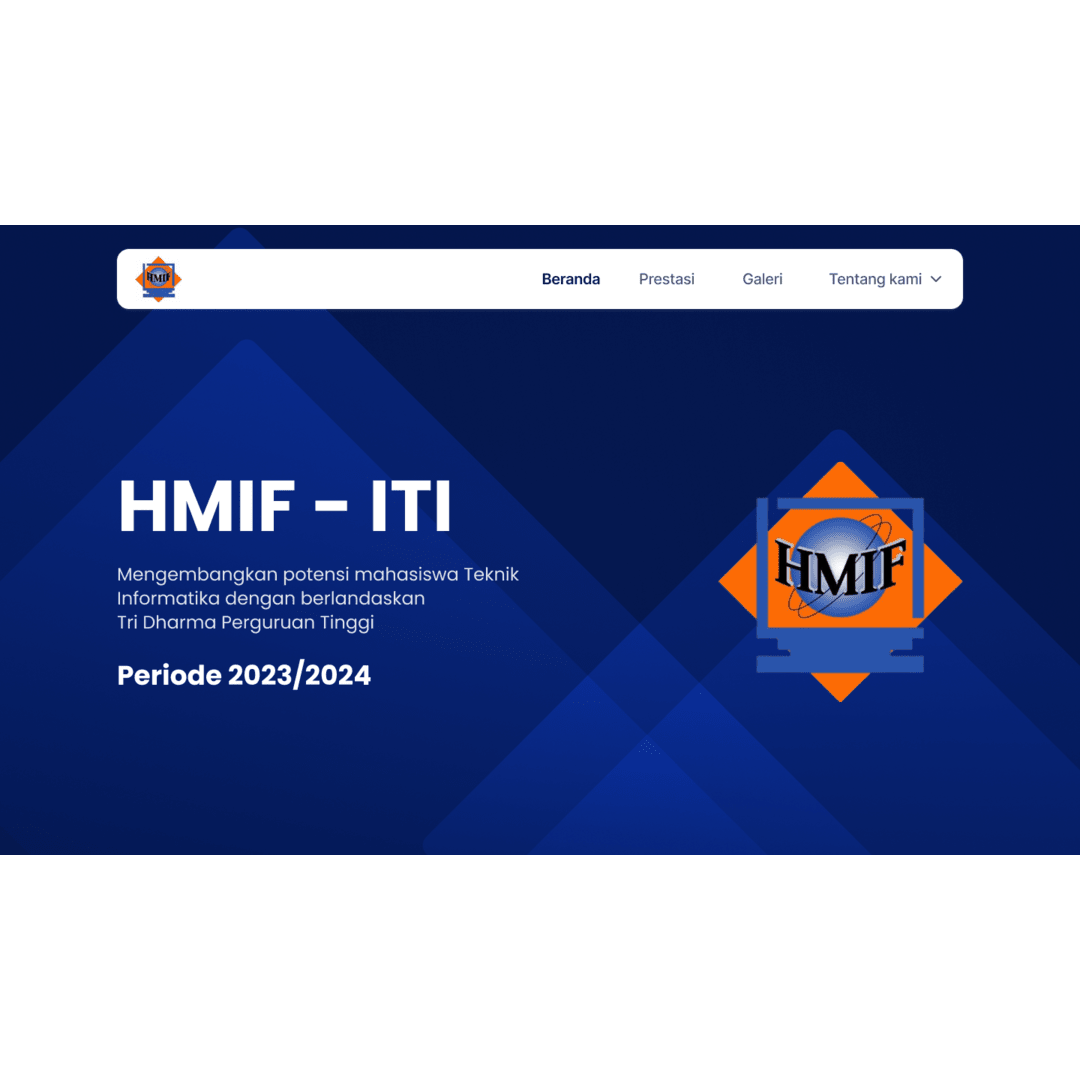 HMIF
Beranda
Prestasi
Galeri
Tentang kami
HMIF - ITI
Mengembangkan potensi mahasiswa Teknik
Informatika dengan berlandaskan
Tri Dharma Perguruan Tinggi
Periode 2023/2024
HMIF